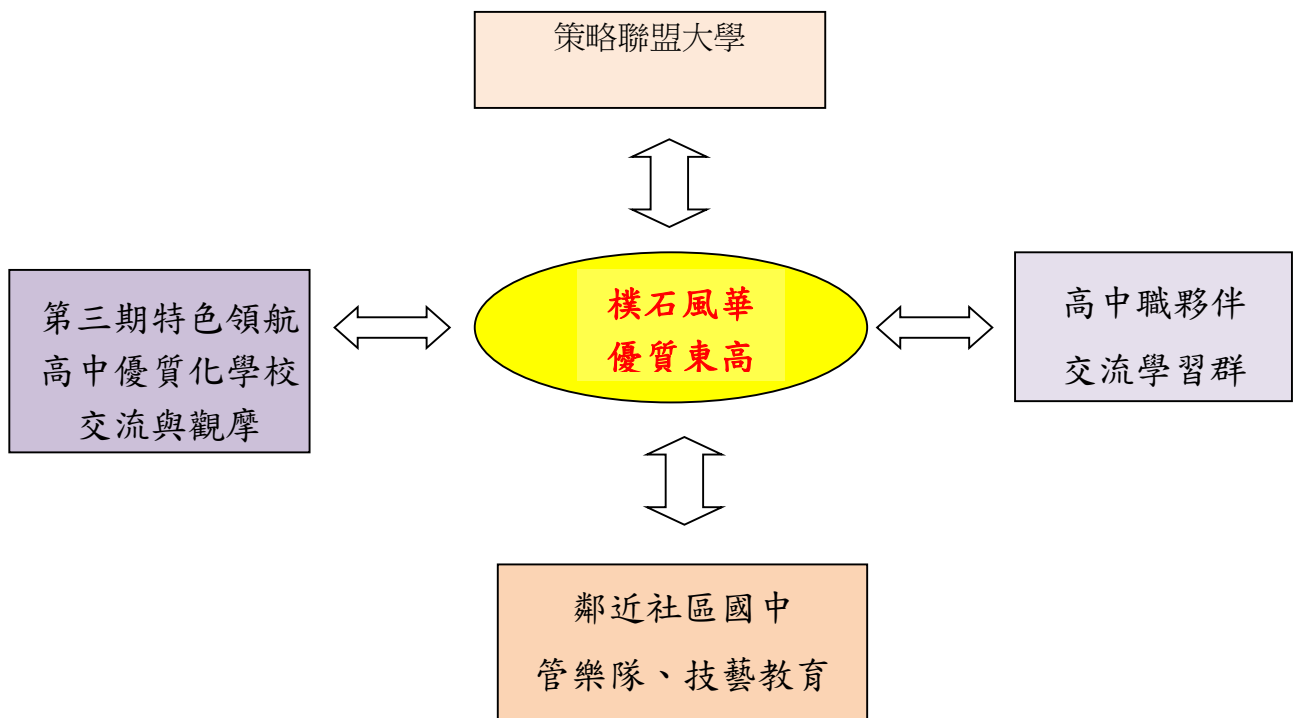 策略聯盟大學
第三期特色領航
高中優質化學校
交流與觀摩
樸石風華
優質東高
高中職夥伴
交流學習群
鄰近社區國中
管樂隊、技藝教育